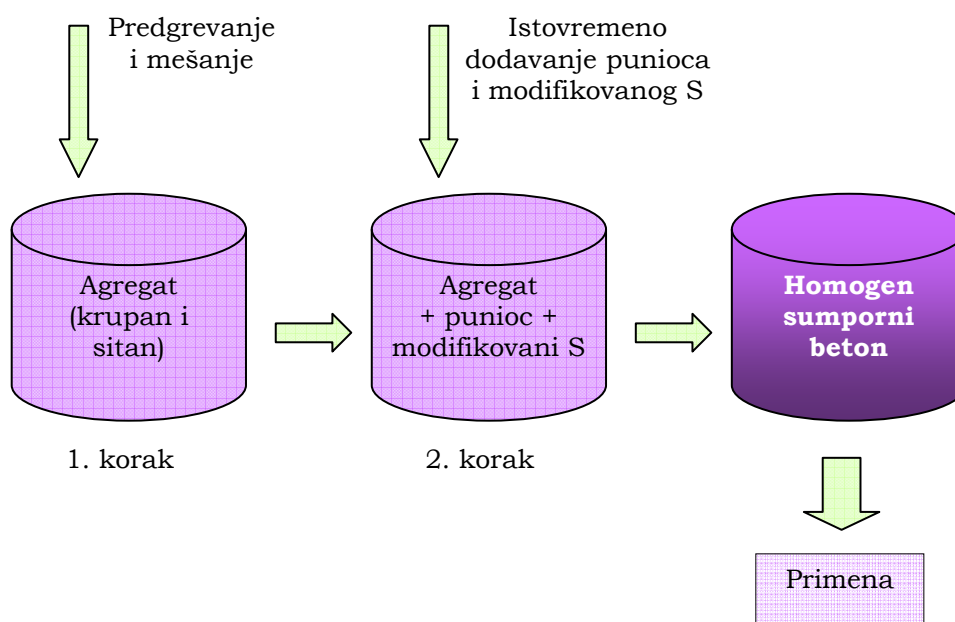 Predgrevanje
i mešanje
Istovremeno
dodavanje punioca
i modifikovanog S
Agregat
(krupan i
sitan)
Agregat
+ punioc +
modifikovani S
Homogen
sumporni
beton
1. korak
2. korak
Primena